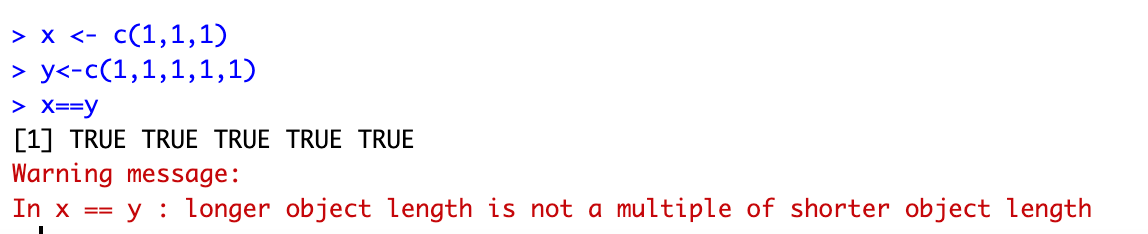 > x <- c(1,1,1)
> y<-c(1,1,1,1,1)
> x==y
[1] TRUE TRUE TRUE TRUE TRUE
Warning message:
In x == y : longer object length is not a multiple of shorter object length